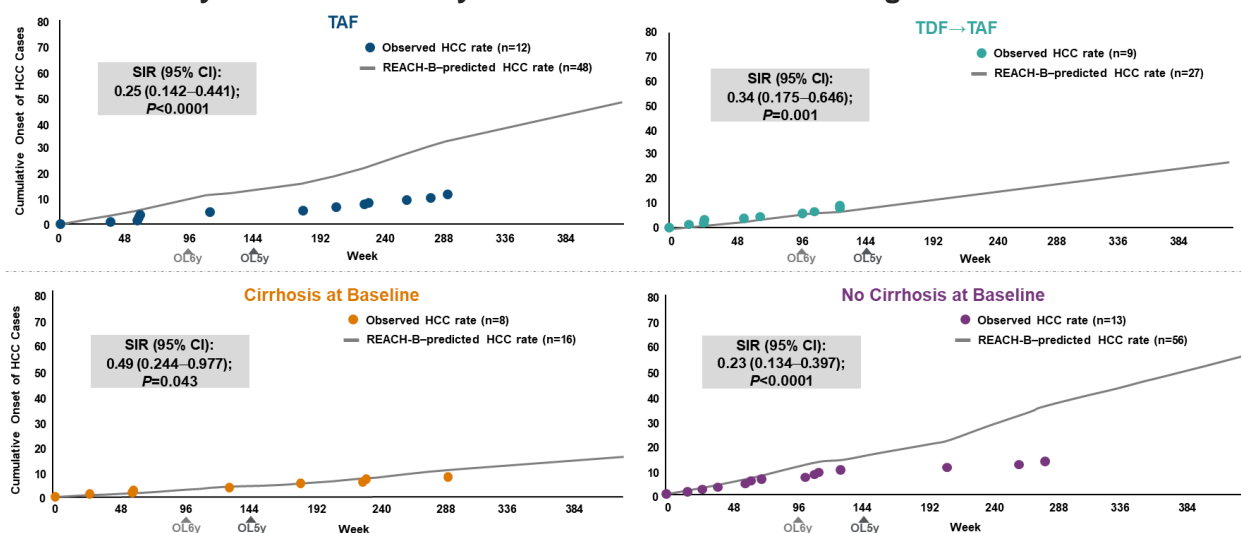 TAF
Observed HCC rate (n=12)
REACH-B–predicted HCC rate (n=48)
SIR (95% CI):
0.25 (0.142–0.441);
P<0.0001
Cumulative Onset of HCC Cases
80
70
60
50
40
30
20
10
0
0 48 96 144 192 240 288 336 384
OL6y OL5y
Week
TDF→TAF
Observed HCC rate (n=9)
REACH-B–predicted HCC rate (n=27)
SIR (95% CI):
0.34 (0.175–0.646);
P=0.001
80
70
60
50
40
30
20
10
0
0 48 96 144 192 240 288 336 384
OL6y OL5y
Week
Cirrhosis at Baseline
Observed HCC rate (n=8)
REACH-B–predicted HCC rate (n=16)
SIR (95% CI):
0.49 (0.244–0.977);
P=0.043
Cumulative Onset of HCC Cases
80
70
60
50
40
30
20
10
0
0 48 96 144 192 240 288 336 384
OL6y OL5y
Week
No Cirrhosis at Baseline
Observed HCC rate (n=13)
REACH-B–predicted HCC rate (n=56)
SIR (95% CI):
0.23 (0.134–0.397);
P<0.0001
80
70
60
50
40
30
20
10
0
0 48 96 144 192 240 288 336 384
OL6y OL5y
Week